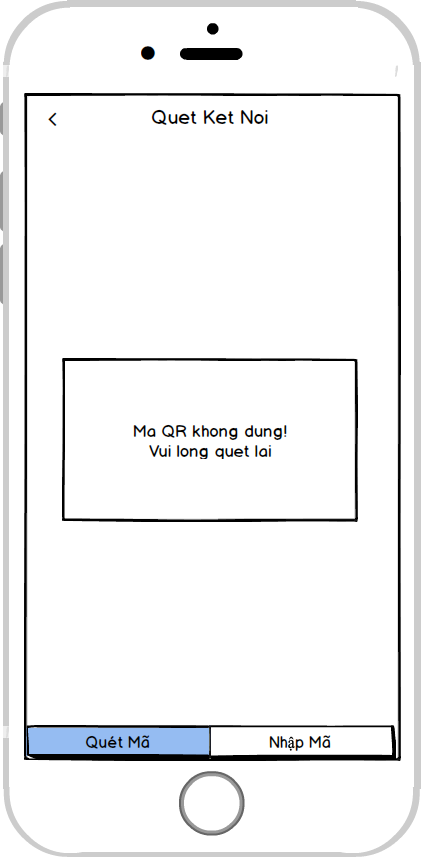 Quet Ket Noi
Ma QR khong dung!
Vui long quet lai
Quét Mã
Nhập Mã